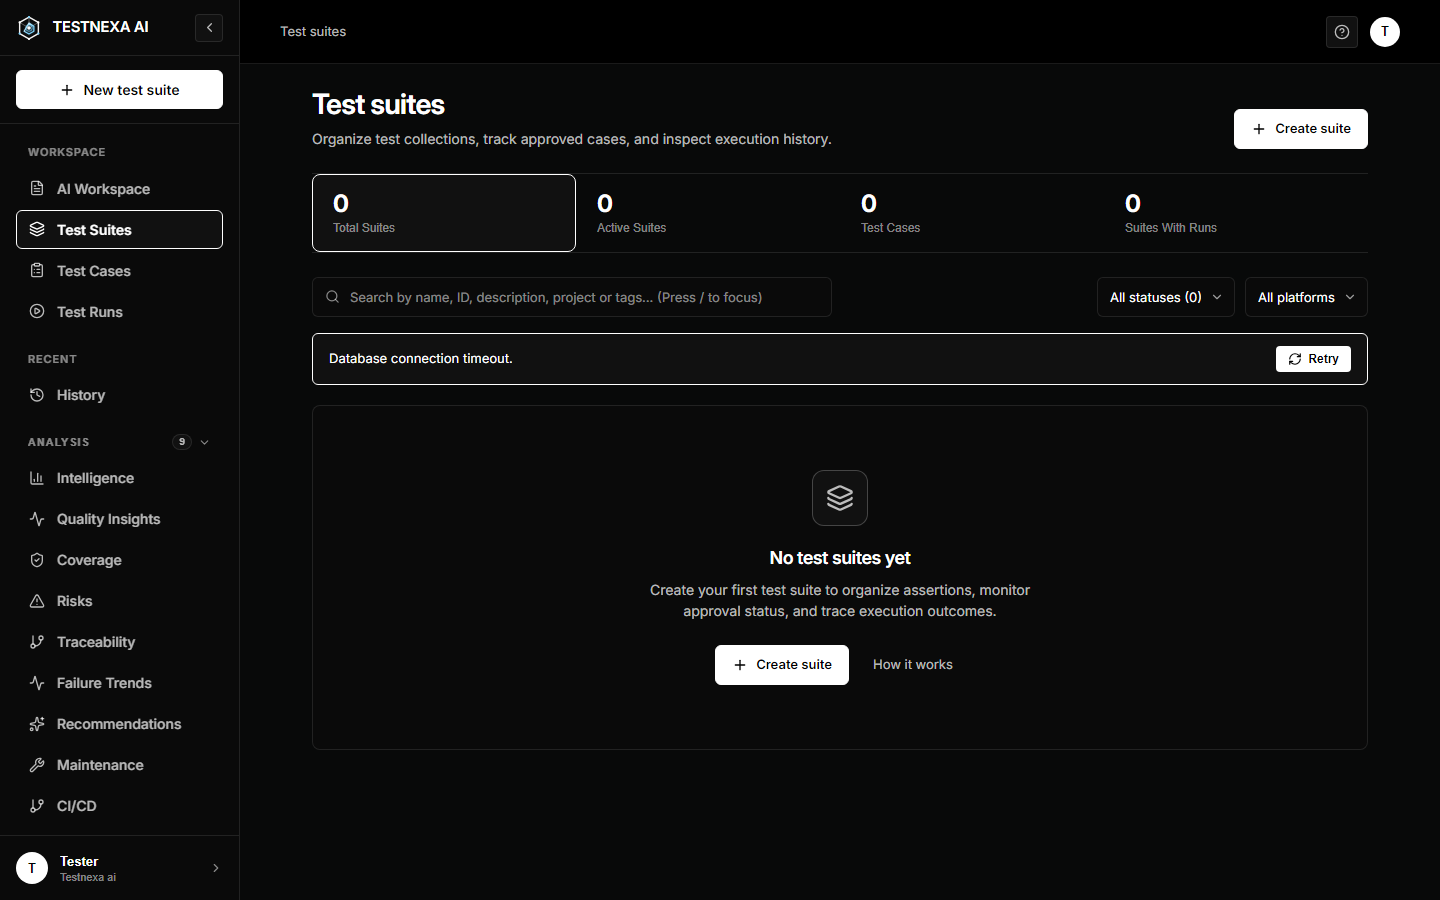 TESTNEXA AI
New test suite
WORKSPACE
AI Workspace
Test Suites
Test Cases
Test Runs
RECENT
History
ANALYSIS 9
Intelligence
Quality Insights
Coverage
Risks
Traceability
Failure Trends
Recommendations
Maintenance
CI/CD
T
Tester
Testnexa ai
Test suites
T
Test suites
Organize test collections, track approved cases, and inspect execution history.
Create suite
0
Total Suites
0
Active Suites
0
Test Cases
0
Suites With Runs
Search by name, ID, description, project or tags... (Press / to focus)
All statuses (0)
All platforms
Database connection timeout.
Retry
No test suites yet
Create your first test suite to organize assertions, monitor
approval status, and trace execution outcomes.
Create suite
How it works